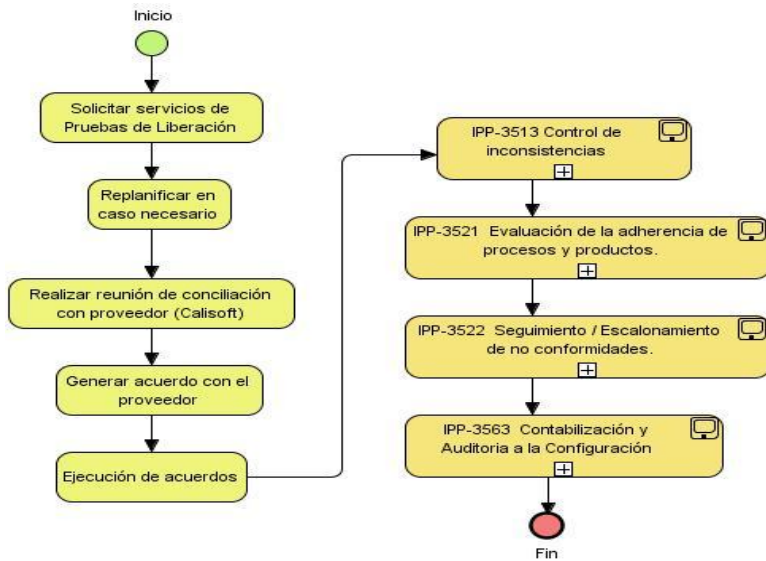 Inicio
Solicitar servicios de
Pruebas de Liberación
Replanificar en
caso necesario
Realizar reunión de conciliación
con proveedor (Calisoft)
Generar acuerdo con el
proveedor
Ejecución de acuerdos
IPP-3513 Control de
inconsistencias
IPP-3521 Evaluación de la adherencia de
procesos y productos.
IPP-3522 Seguimiento / Escalonamiento
de no conformidades.
IPP-3563 Contabilización y
Auditoria a la Configuración
Fin